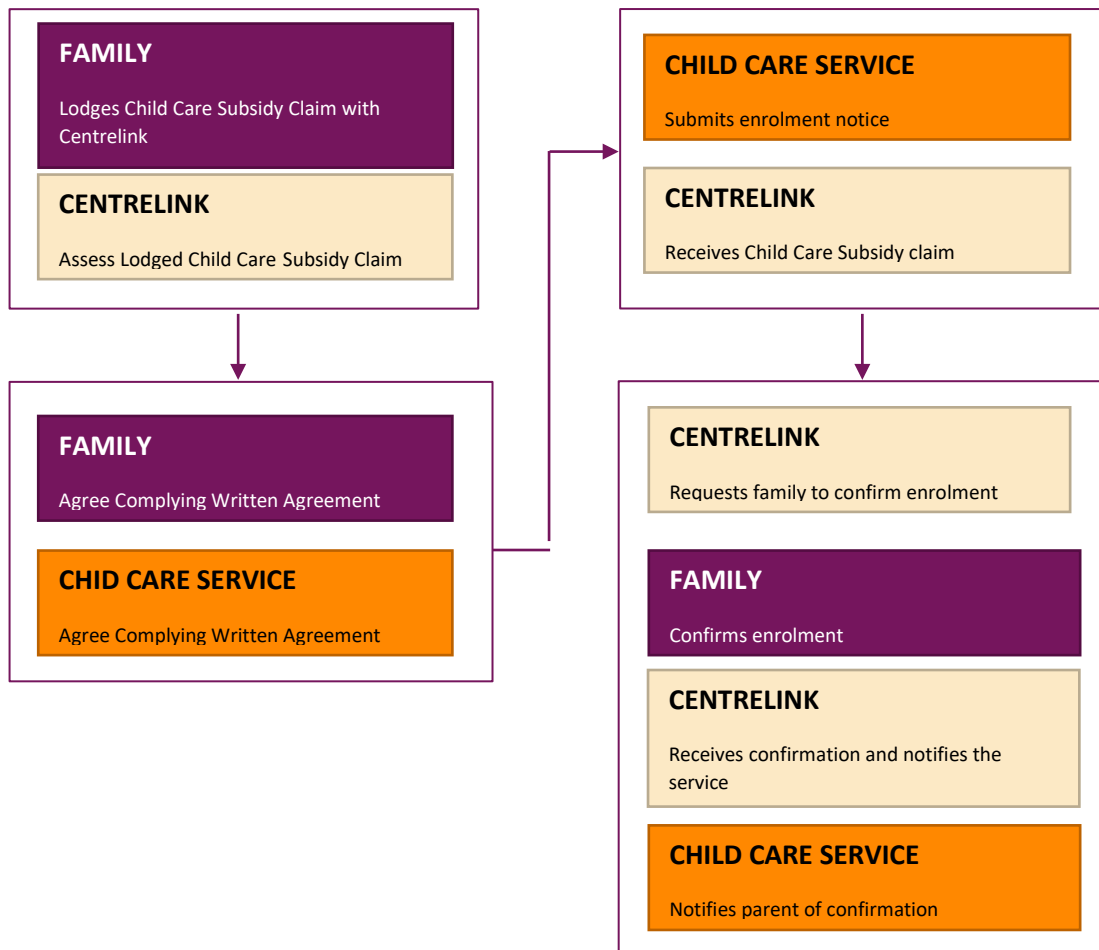 FAMILY
Lodges Child Care Subsidy Claim with
Centrelink
CENTRELINK
Assess Lodged Child Care Subsidy Claim
FAMILY
Agree Complying Written Agreement
CHID CARE SERVICE
Agree Complying Written Agreement
CHILD CARE SERVICE
Submits enrolment notice
CENTRELINK
Receives Child Care Subsidy claim
CENTRELINK
Requests family to confirm enrolment
FAMILY
Confirms enrolment
CENTRELINK
Receives confirmation and notifies the
service
CHILD CARE SERVICE
Notifies parent of confirmation